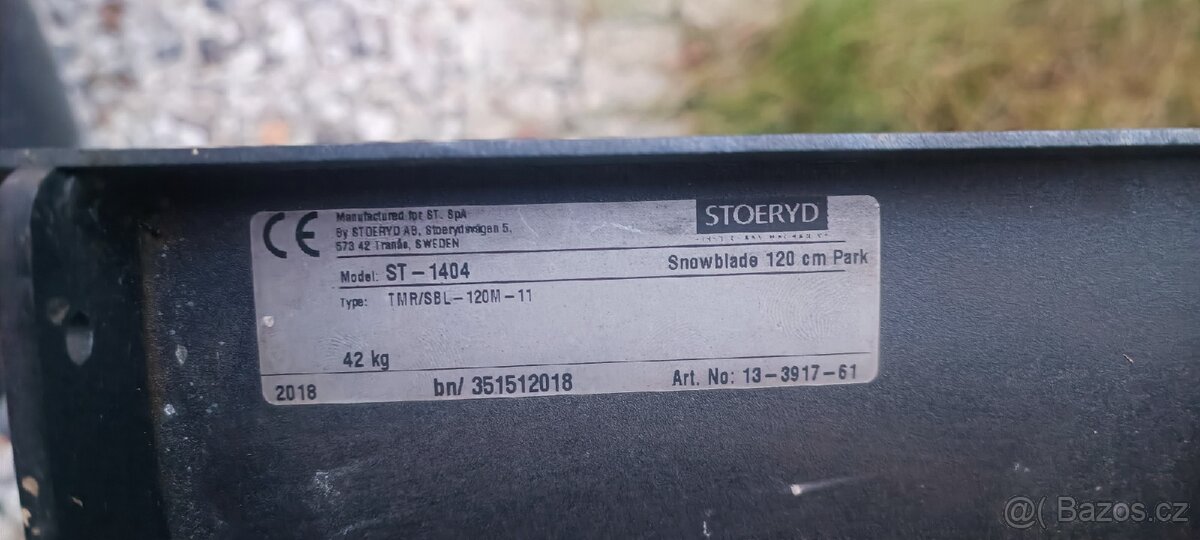 CE
Manufactured for ST. SpA
By STOERYD AB, Stoerydsvägen 5,
573 42 Tranås, SWEDEN
STOERYD
Model: ST-1404
Snowblade 120 cm Park
Type: TMR/SBL-120M-11
42 kg
2018
bn/ 351512018
Art. No: 13-3917-61
@( Bazos.cz